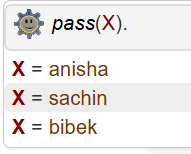 pass(X).
X = anisha
X = sachin
X = bibek